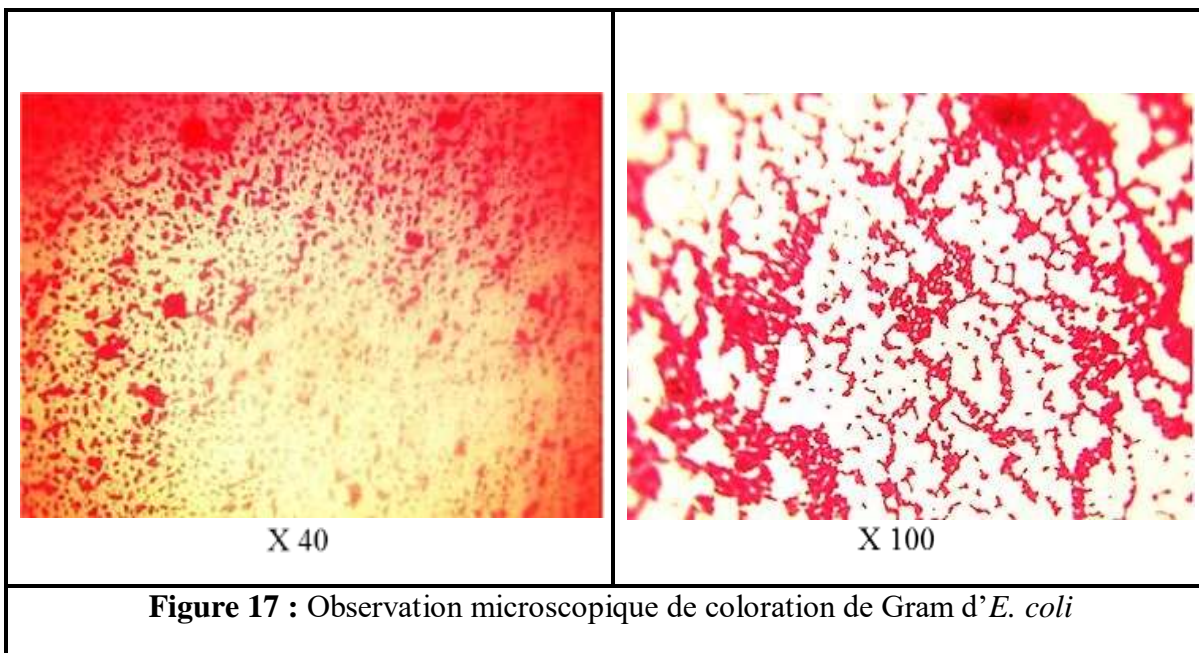 X 40
X 100
Figure 17 : Observation microscopique de coloration de Gram d’E. coli